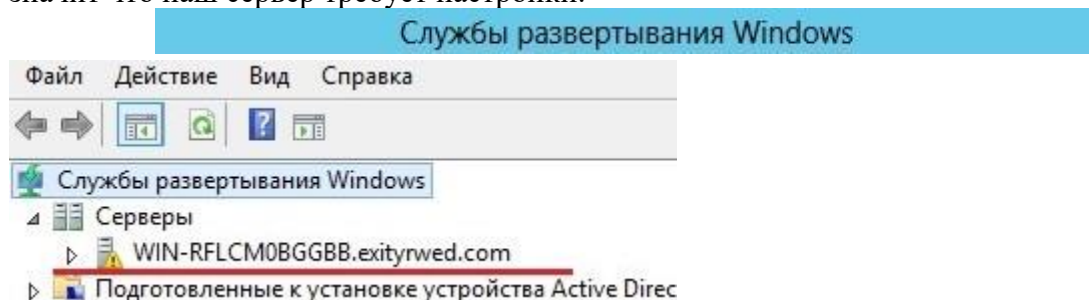 значит что наш сервер требует настройки.
Службы развертывания Windows
Файл Действие Вид Справка
Службы развертывания Windows
Серверы
WIN-RFLCM0BGGBB.exityrwed.com
Подготовленные к установке устройства Active Direc